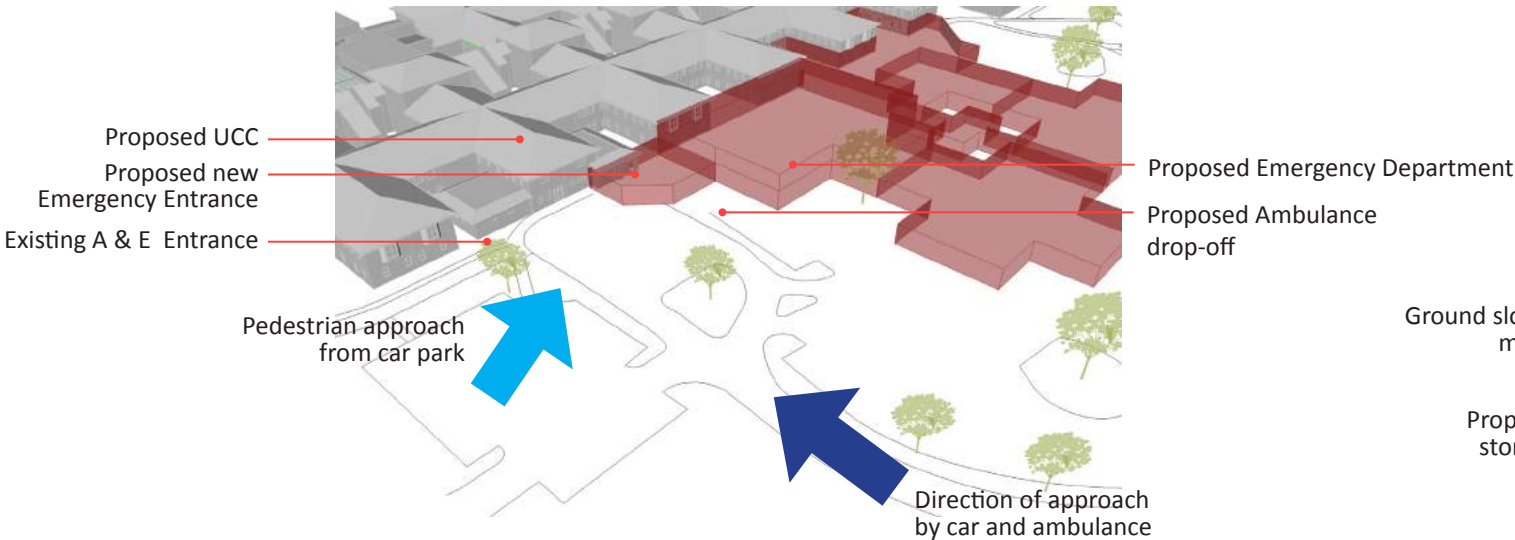 Proposed UCC
Proposed new
Emergency Entrance
Existing A & E Entrance
Pedestrian approach
from car park
Proposed Emergency Department
Proposed Ambulance
drop-off
Direction of approach
by car and ambulance
Ground